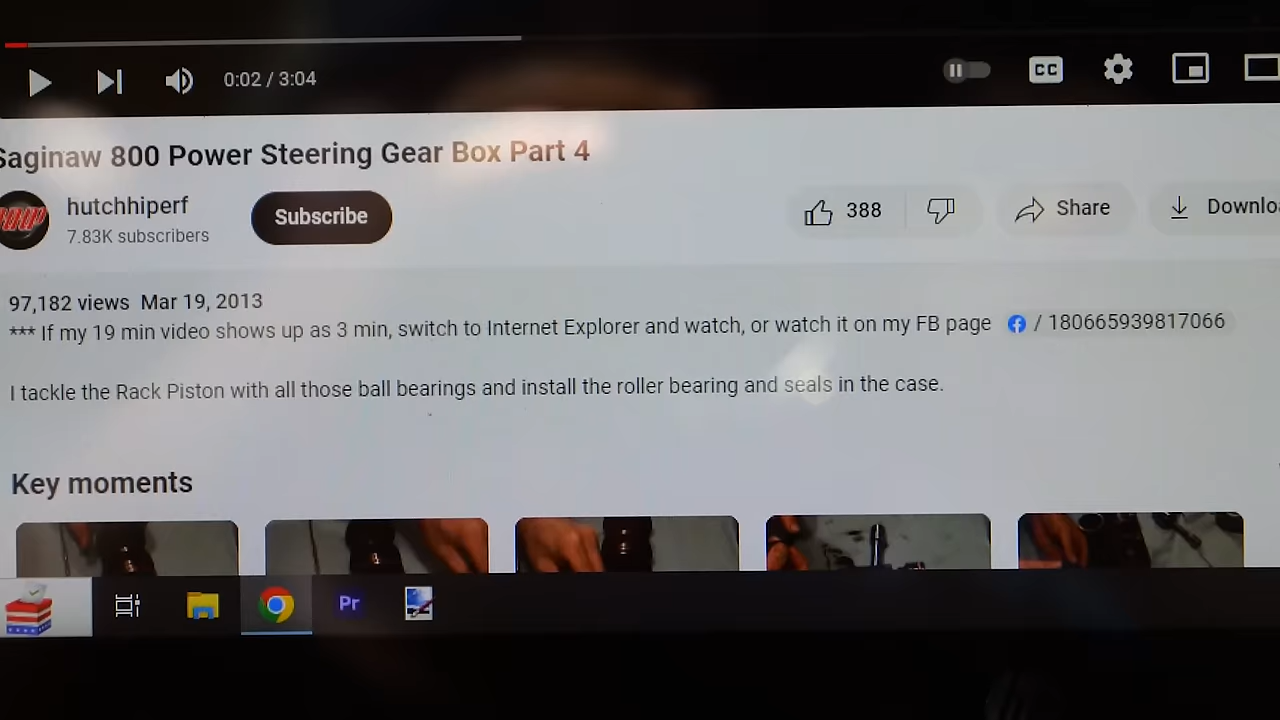 0:02 / 3:04
CC
Saginaw 800 Power Steering Gear Box Part 4
hutchhiperf
7.83K subscribers
Subscribe
388
Share
Downlo
97,182 views Mar 19, 2013
*** If my 19 min video shows up as 3 min, switch to Internet Explorer and watch, or watch it on my FB page / 180665939817066
I tackle the Rack Piston with all those ball bearings and install the roller bearing and seals in the case.
Key moments
Pr